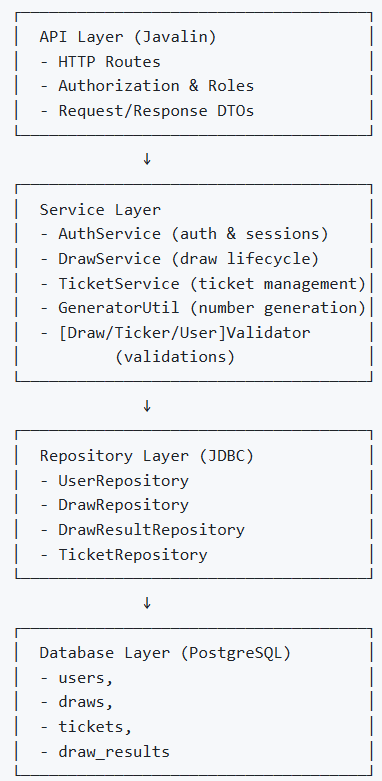 API Layer (Javalin)
- HTTP Routes
- Authorization & Roles
- Request/Response DTOs
↓
Service Layer
- AuthService (auth & sessions)
- DrawService (draw lifecycle)
- TicketService (ticket management)
- GeneratorUtil (number generation)
- [Draw/Ticker/User]Validator
(validations)
↓
Repository Layer (JDBC)
- UserRepository
- DrawRepository
- DrawResultRepository
- TicketRepository
↓
Database Layer (PostgreSQL)
- users,
- draws,
- tickets,
- draw_results